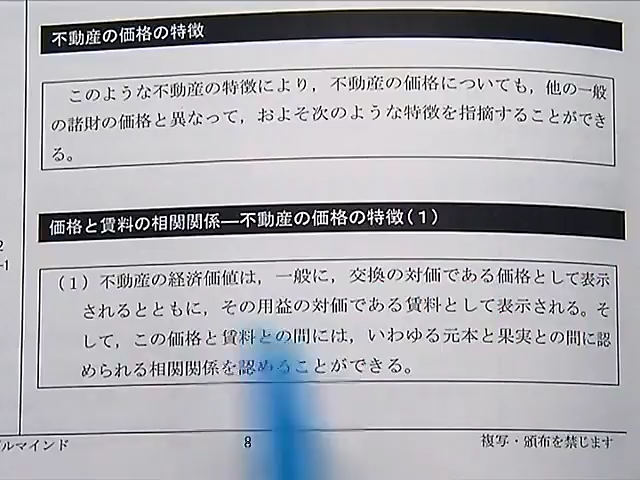 不動産の価格の特徴
このような不動産の特徴により，不動産の価格についても，他の一般
の諸財の価格と異なって，およそ次のような特徴を指摘することができ
る。
価格と賃料の相関関係―不動産の価格の特徴(１)
(１) 不動産の経済価値は，一般に，交換の対価である価格として表示
されるとともに，その用益の対価である賃料として表示される。そ
して，この価格と賃料との間には，いわゆる元本と果実との間に認
められる相関関係を認めることができる。
2
-1
ルマインド
8
複写・頒布を禁じます